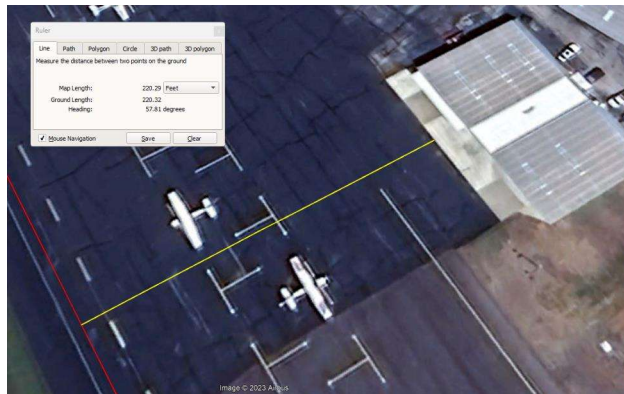 Ruler
Line Path Polygon Circle 3D path 3D polygon
Measure the distance between two points on the ground
Map Length: 220.29 Feet
Ground Length: 220.32
Heading: 57.81 degrees
Mouse Navigation Save Clear
Image © 2023 Airbus